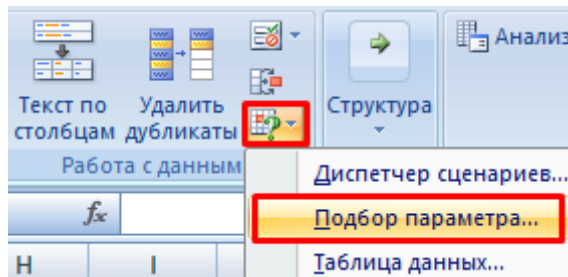 Текст по столбцам
Удалить дубликаты
Структура
Анализ
Работа с данным
Диспетчер сценариев...
fx
Подбор параметра...
H I
Таблица данных...